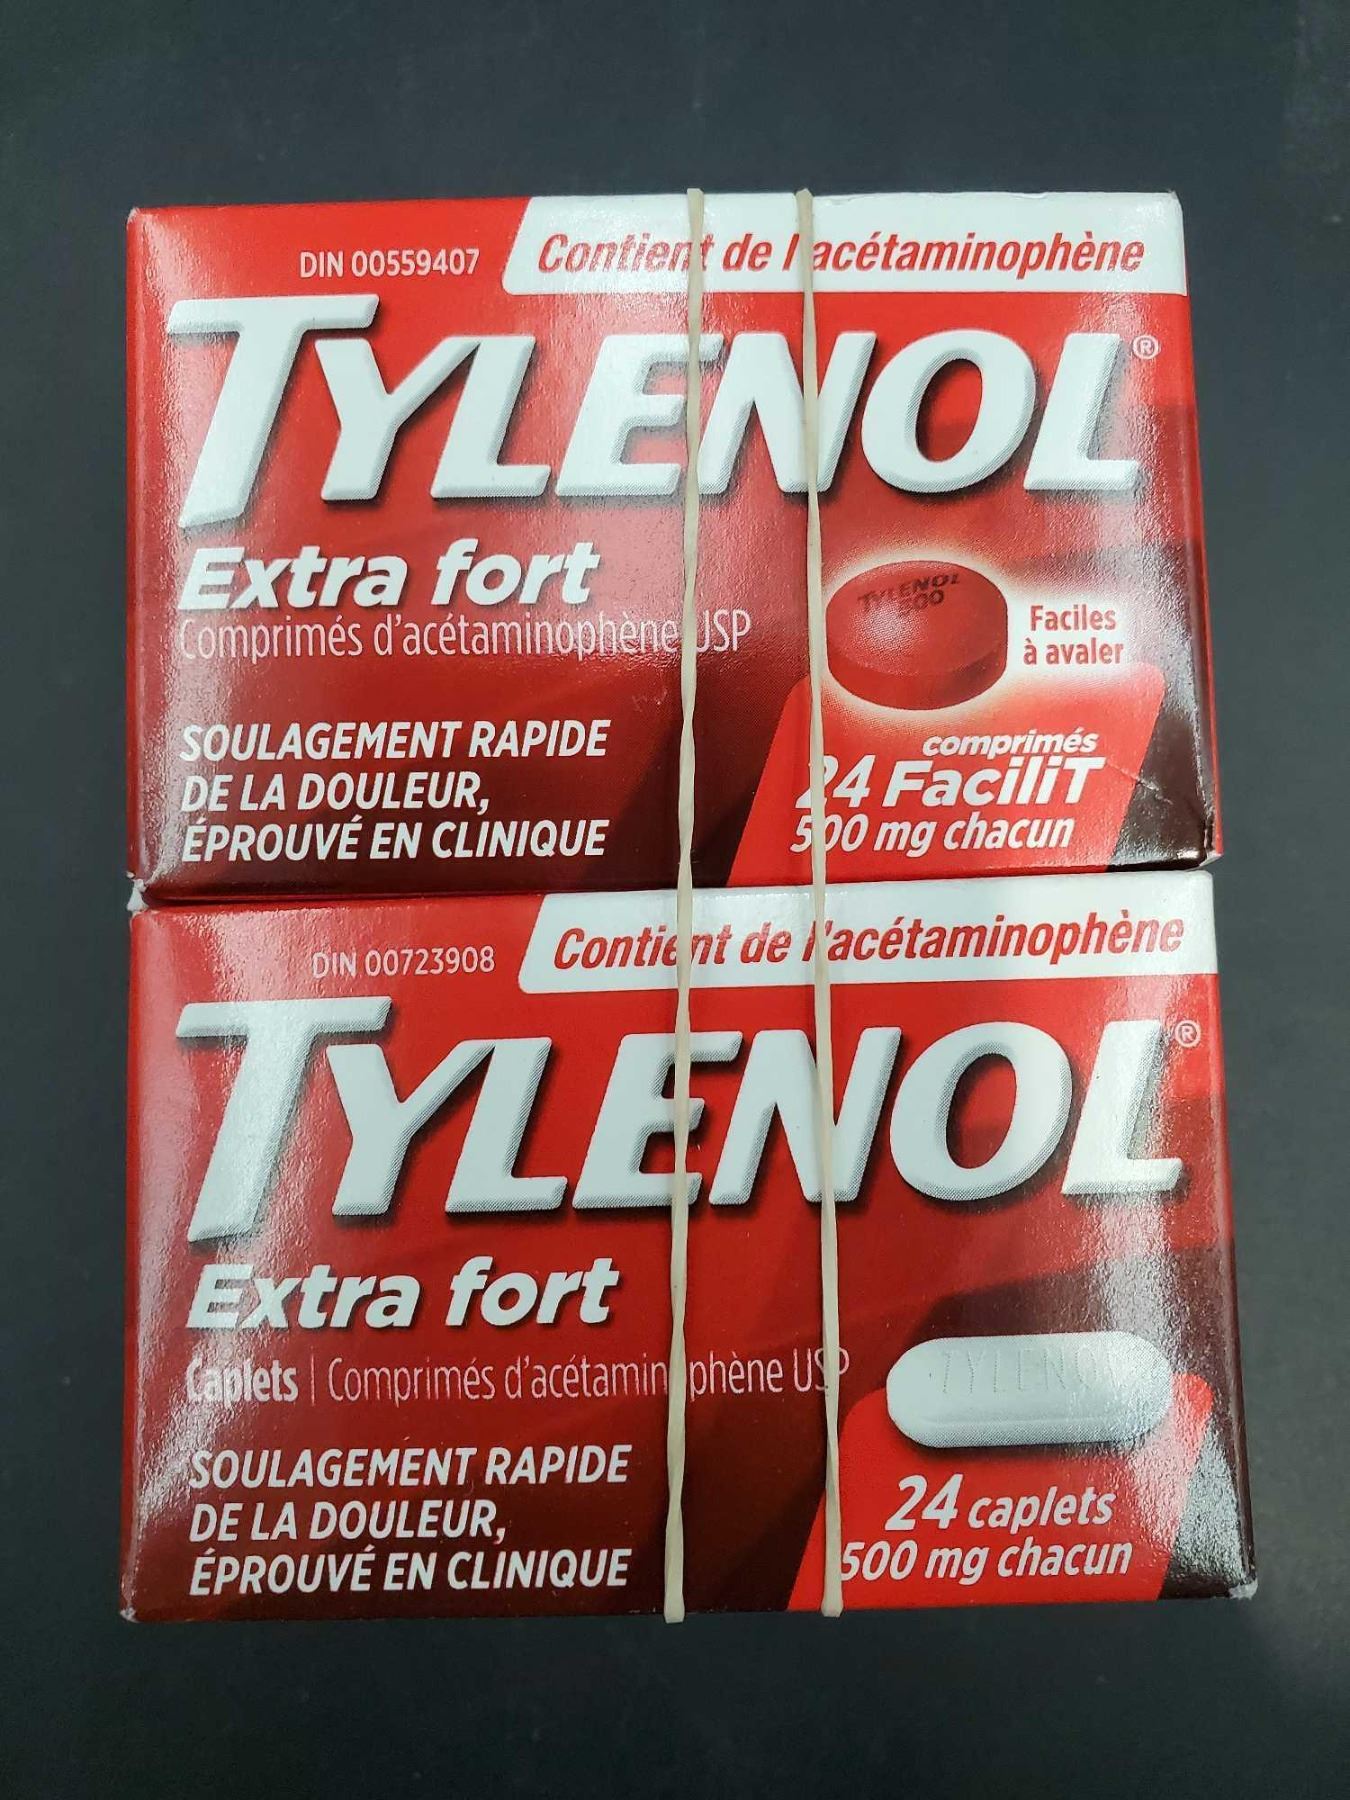 DIN 00559407
Contient de l'acétaminophène
TYLENOL®
Extra fort
Comprimés d'acétaminophène USP
TYLENOL
500
Faciles
à avaler
SOULAGEMENT RAPIDE
DE LA DOULEUR,
ÉPROUVÉ EN CLINIQUE
comprimés
24 FaciliT
500 mg chacun
DIN 00723908
Contient de l'acétaminophène
TYLENOL®
Extra fort
Caplets | Comprimés d'acétaminophène USP
TYLENOL
SOULAGEMENT RAPIDE
DE LA DOULEUR,
ÉPROUVÉ EN CLINIQUE
24 caplets
500 mg chacun